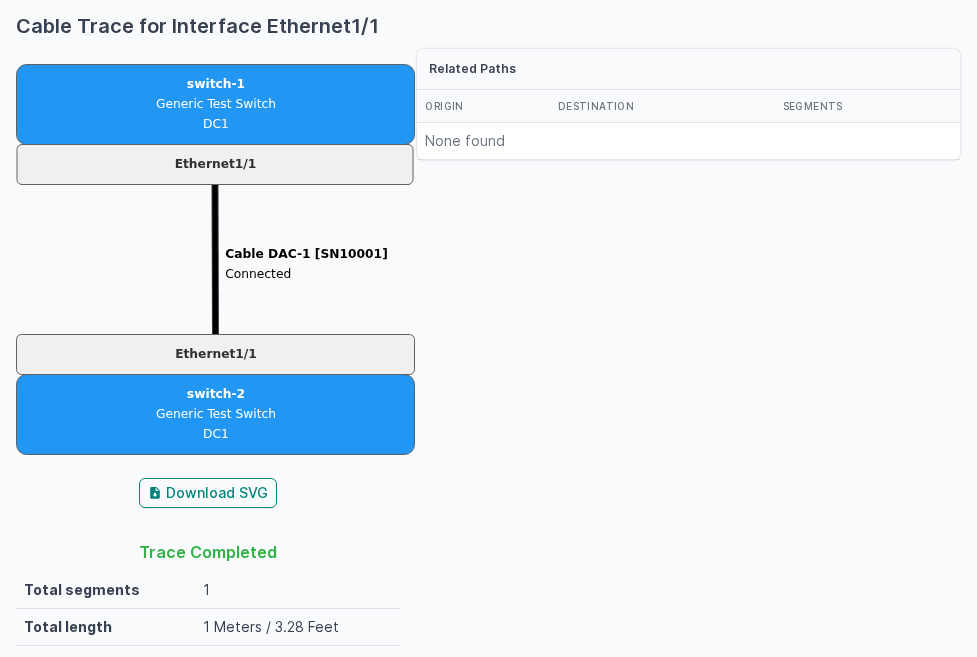 Cable Trace for Interface Ethernet1/1
switch-1
Generic Test Switch
DC1
Ethernet1/1
Cable DAC-1 [SN10001]
Connected
Ethernet1/1
switch-2
Generic Test Switch
DC1
Download SVG
Trace Completed
Total segments 1
Total length 1 Meters / 3.28 Feet
Related Paths
ORIGIN DESTINATION SEGMENTS
None found